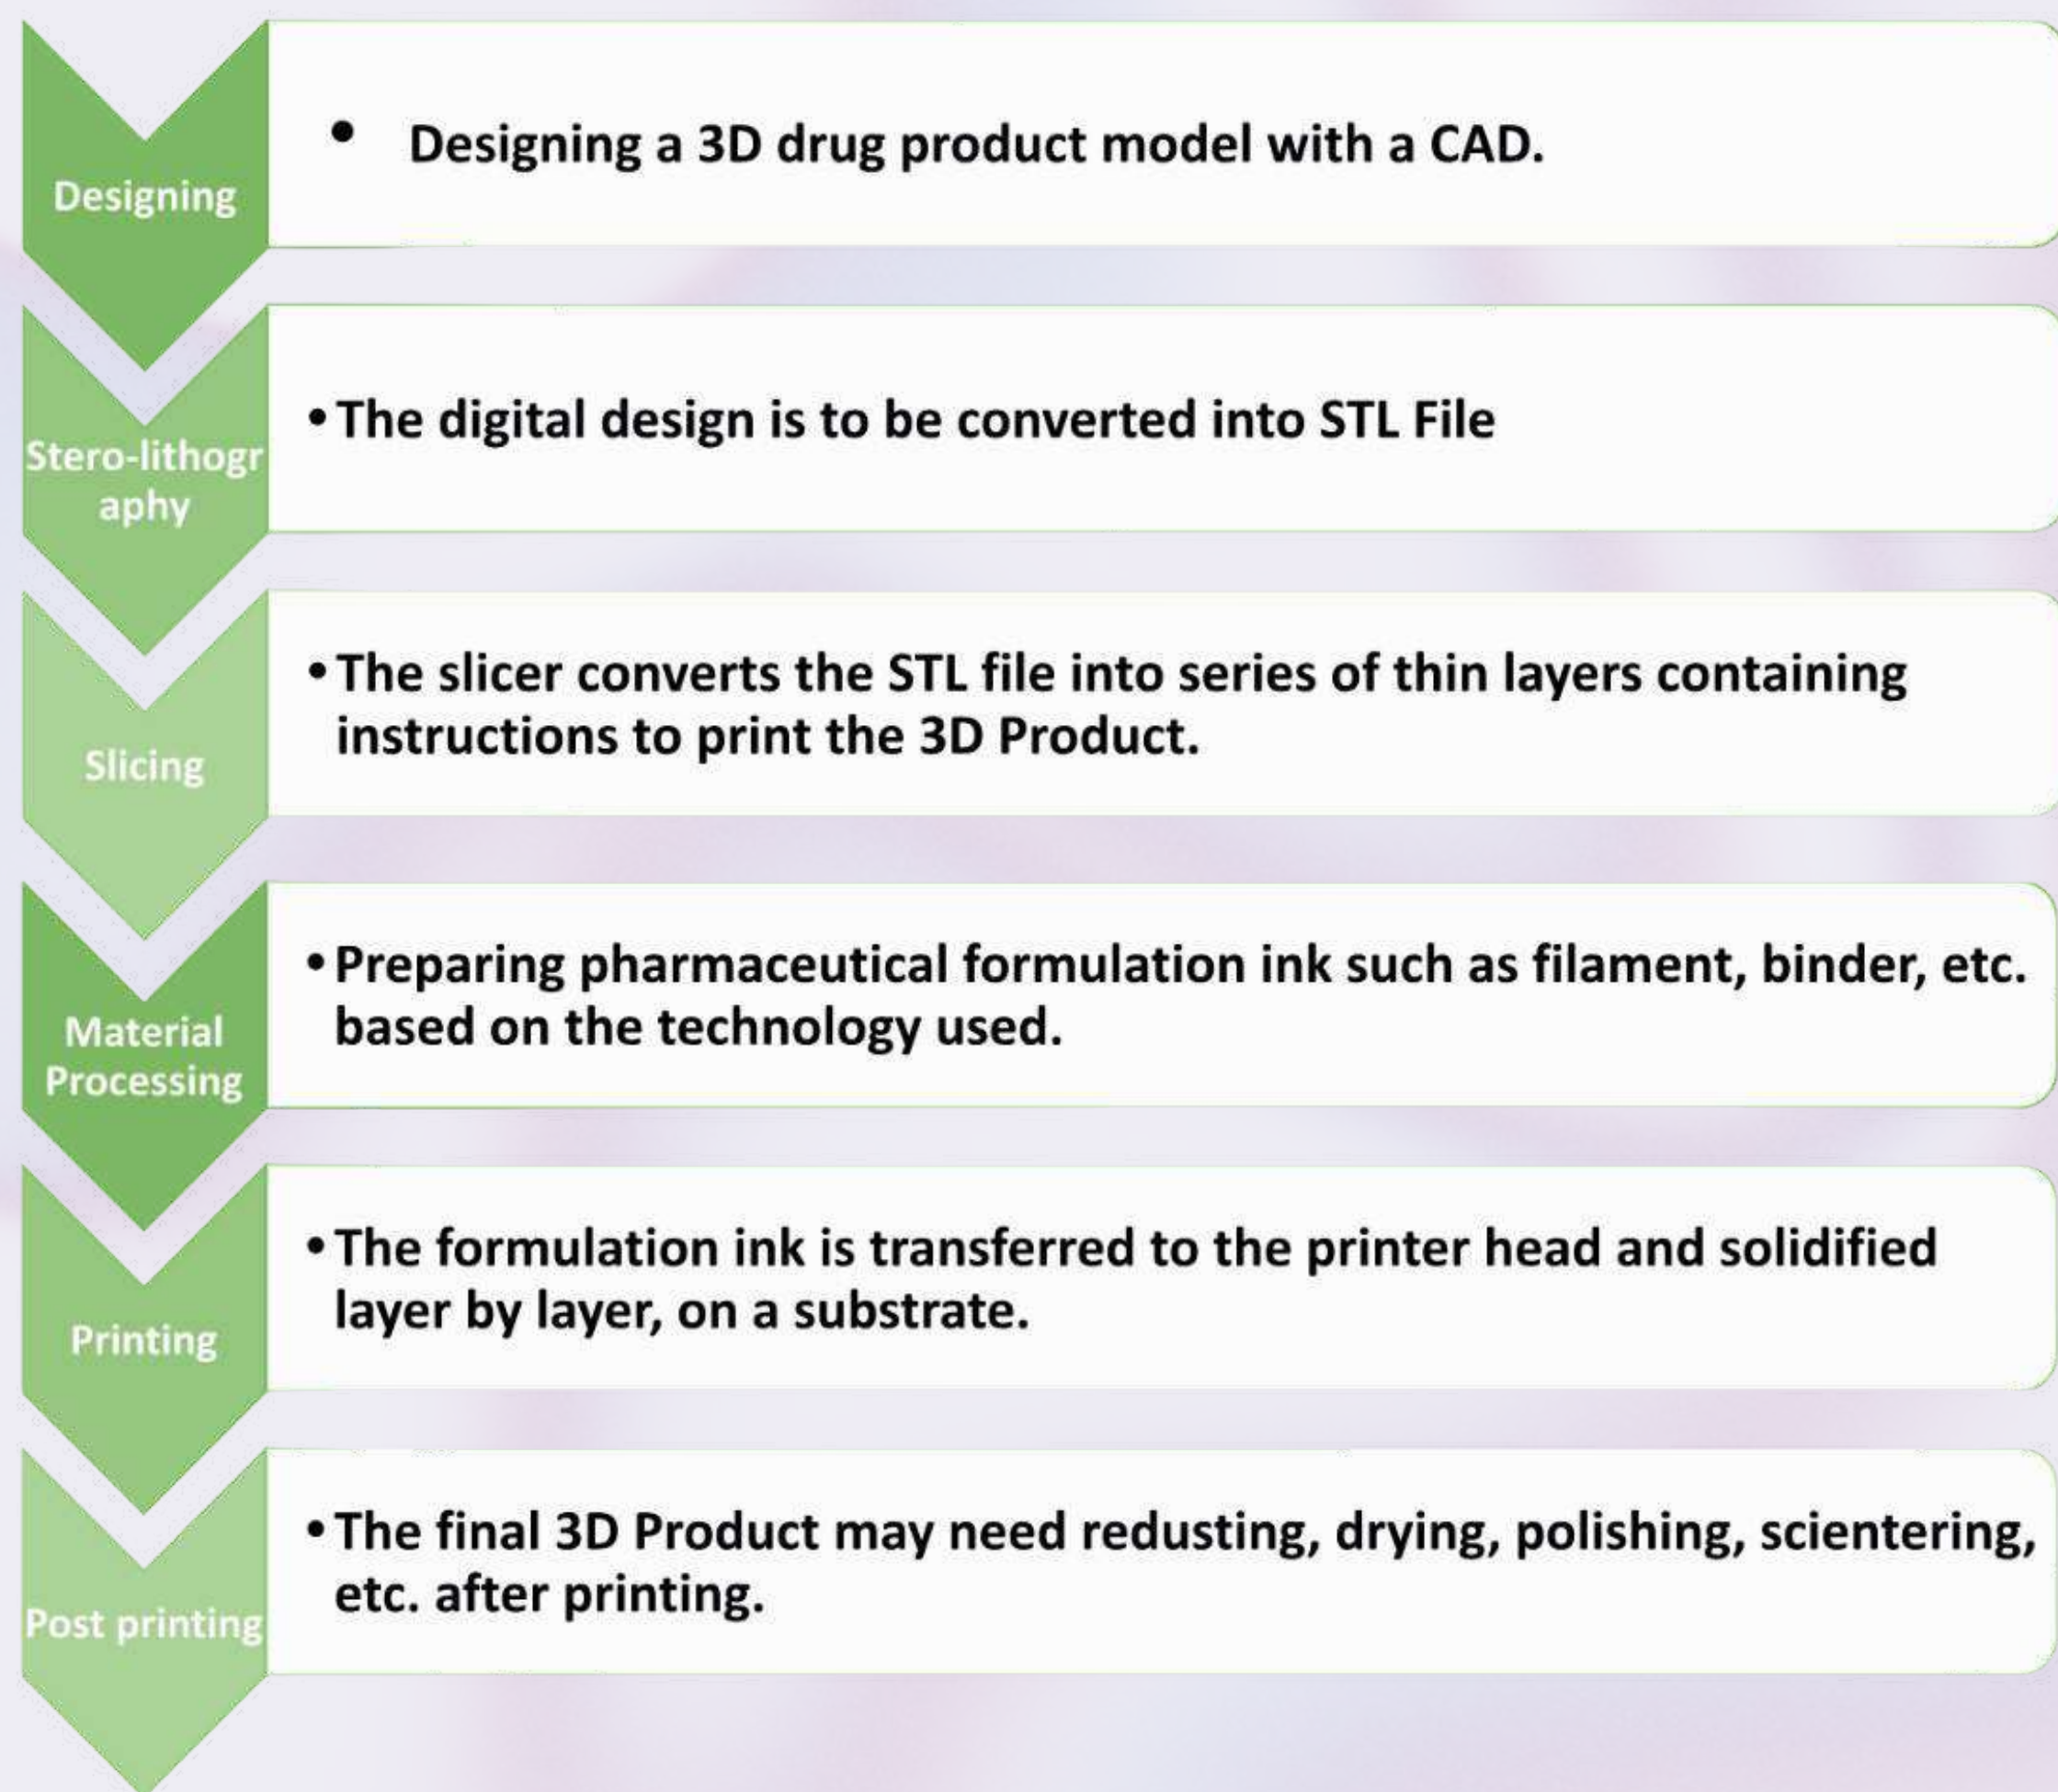 Designing
• Designing a 3D drug product model with a CAD.
Stero-lithogr
aphy
• The digital design is to be converted into STL File
Slicing
• The slicer converts the STL file into series of thin layers containing
instructions to print the 3D Product.
Material
Processing
• Preparing pharmaceutical formulation ink such as filament, binder, etc.
based on the technology used.
Printing
• The formulation ink is transferred to the printer head and solidified
layer by layer, on a substrate.
Post printing
• The final 3D Product may need redusting, drying, polishing, scientering,
etc. after printing.